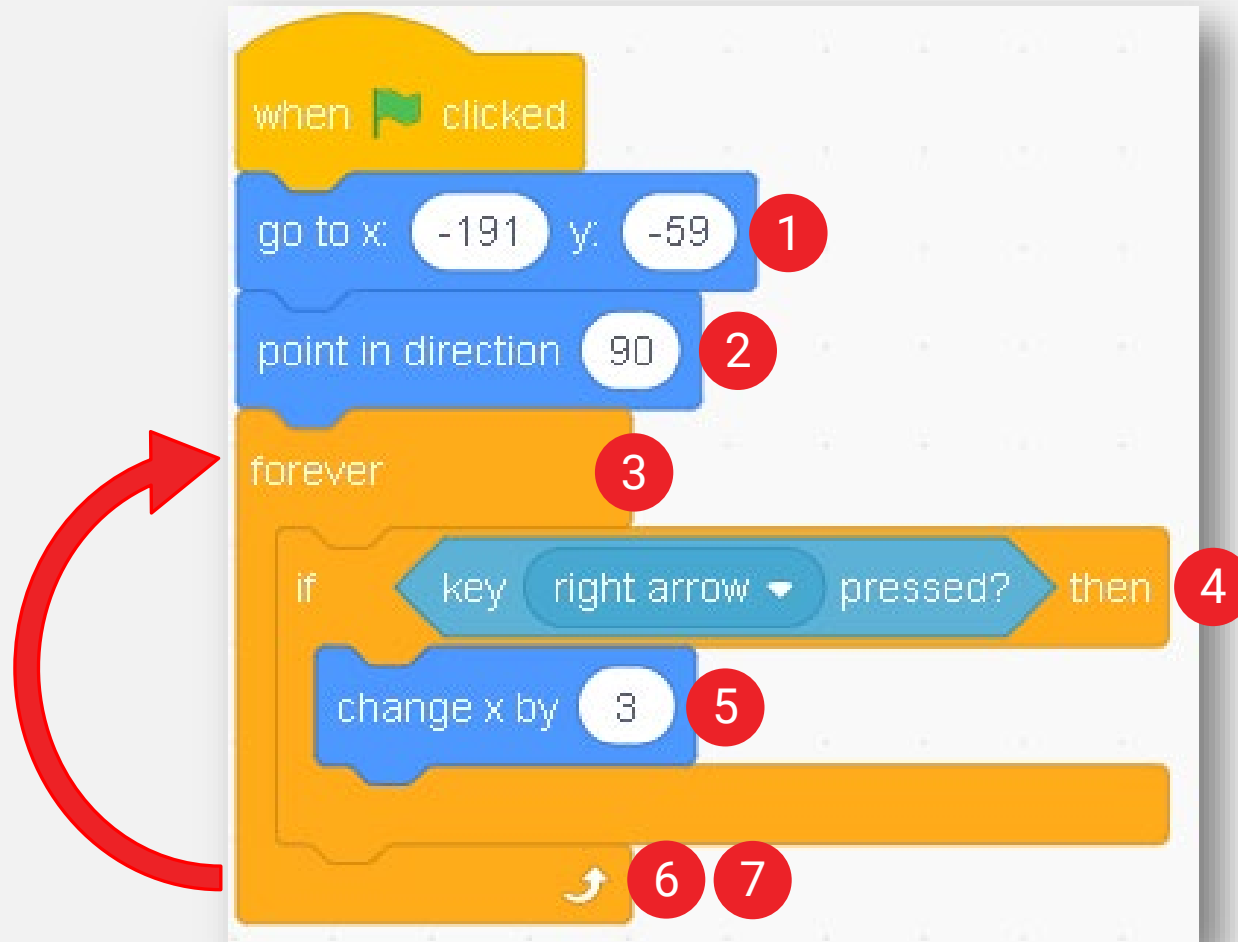 when clicked
go to x: -191 y: -59 1
point in direction 90 2
forever 3
if key right arrow pressed? then 4
change x by 3 5
6 7